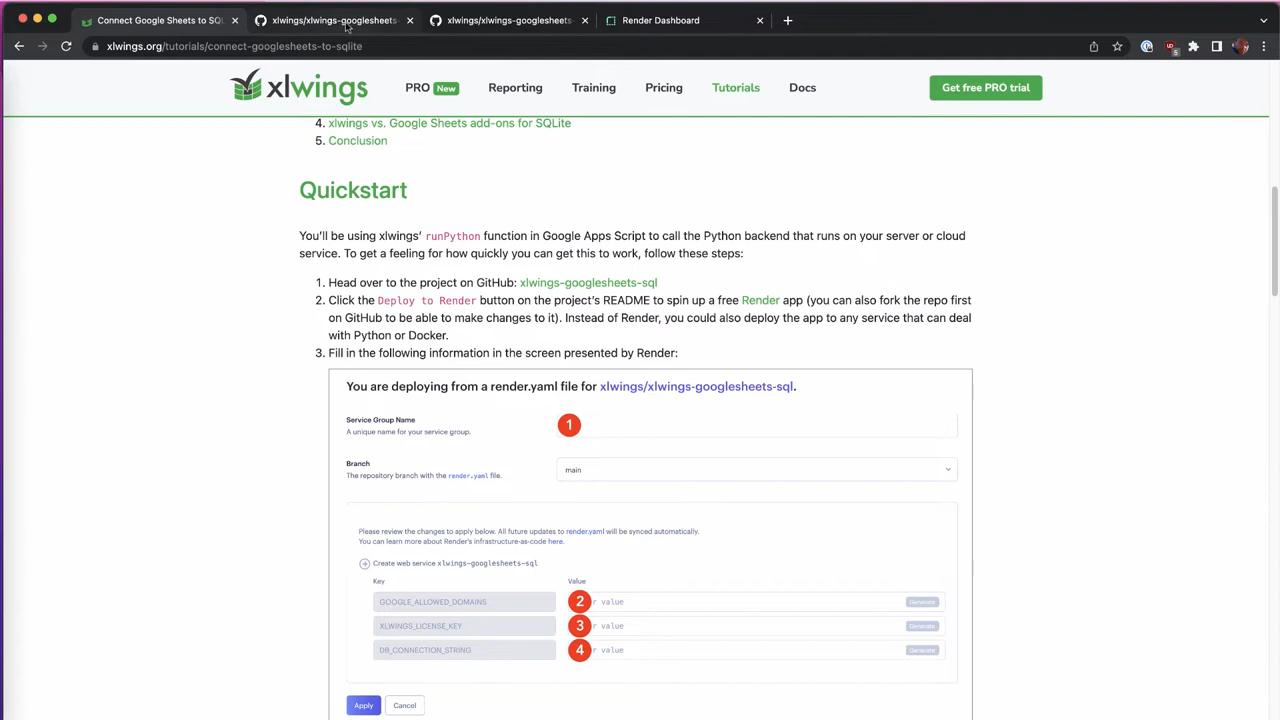 Connect Google Sheets to SQL
xlwings/xlwings-googlesheets-
xlwings/xlwings-googlesheets-
Render Dashboard
xlwings.org/tutorials/connect-googlesheets-to-sqlite
5
xlwings
PRO New
Reporting
Training
Pricing
Tutorials
Docs
Get free PRO trial
4. xlwings vs. Google Sheets add-ons for SQLite
5. Conclusion
Quickstart
You'll be using xlwings' runPython function in Google Apps Script to call the Python backend that runs on your server or cloud
service. To get a feeling for how quickly you can get this to work, follow these steps:
1. Head over to the project on GitHub: xlwings-googlesheets-sql
2. Click the Deploy to Render button on the project's README to spin up a free Render app (you can also fork the repo first
on GitHub to be able to make changes to it). Instead of Render, you could also deploy the app to any service that can deal
with Python or Docker.
3. Fill in the following information in the screen presented by Render:
You are deploying from a render.yaml file for xlwings/xlwings-googlesheets-sql.
Service Group Name
A unique name for your service group.
1
Branch
The repository branch with the render.yaml file.
main
Please review the changes to apply below. All future updates to render.yaml will be synced automatically.
You can learn more about Render's infrastructure-as-code here.
Create web service xlwings-googlesheets-sql
Key
Value
GOOGLE_ALLOWED_DOMAINS
2 r value
Generate
XLWINGS_LICENSE_KEY
3 r value
Generate
DB_CONNECTION_STRING
4 r value
Generate
Apply
Cancel